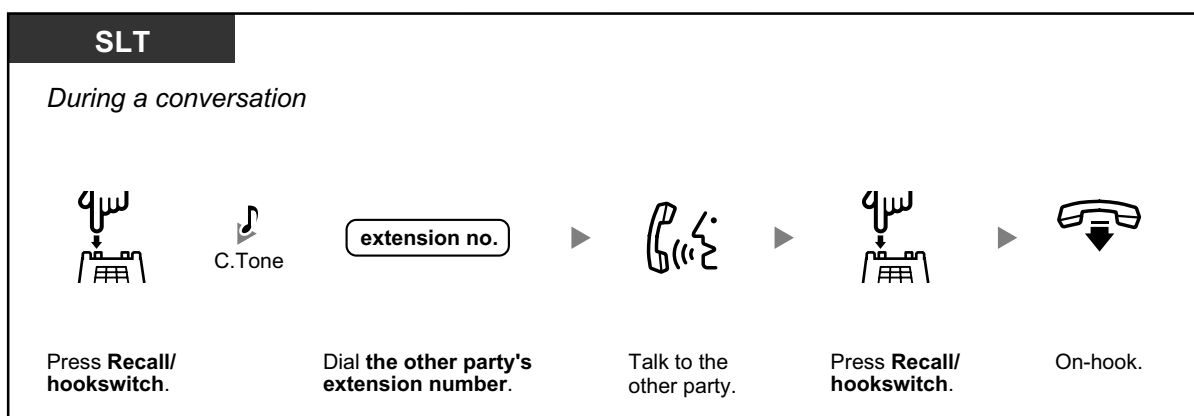 SLT
During a conversation
C.Tone
extension no.
Press Recall/
hookswitch.
Dial the other party's
extension number.
Talk to the
other party.
Press Recall/
hookswitch.
On-hook.